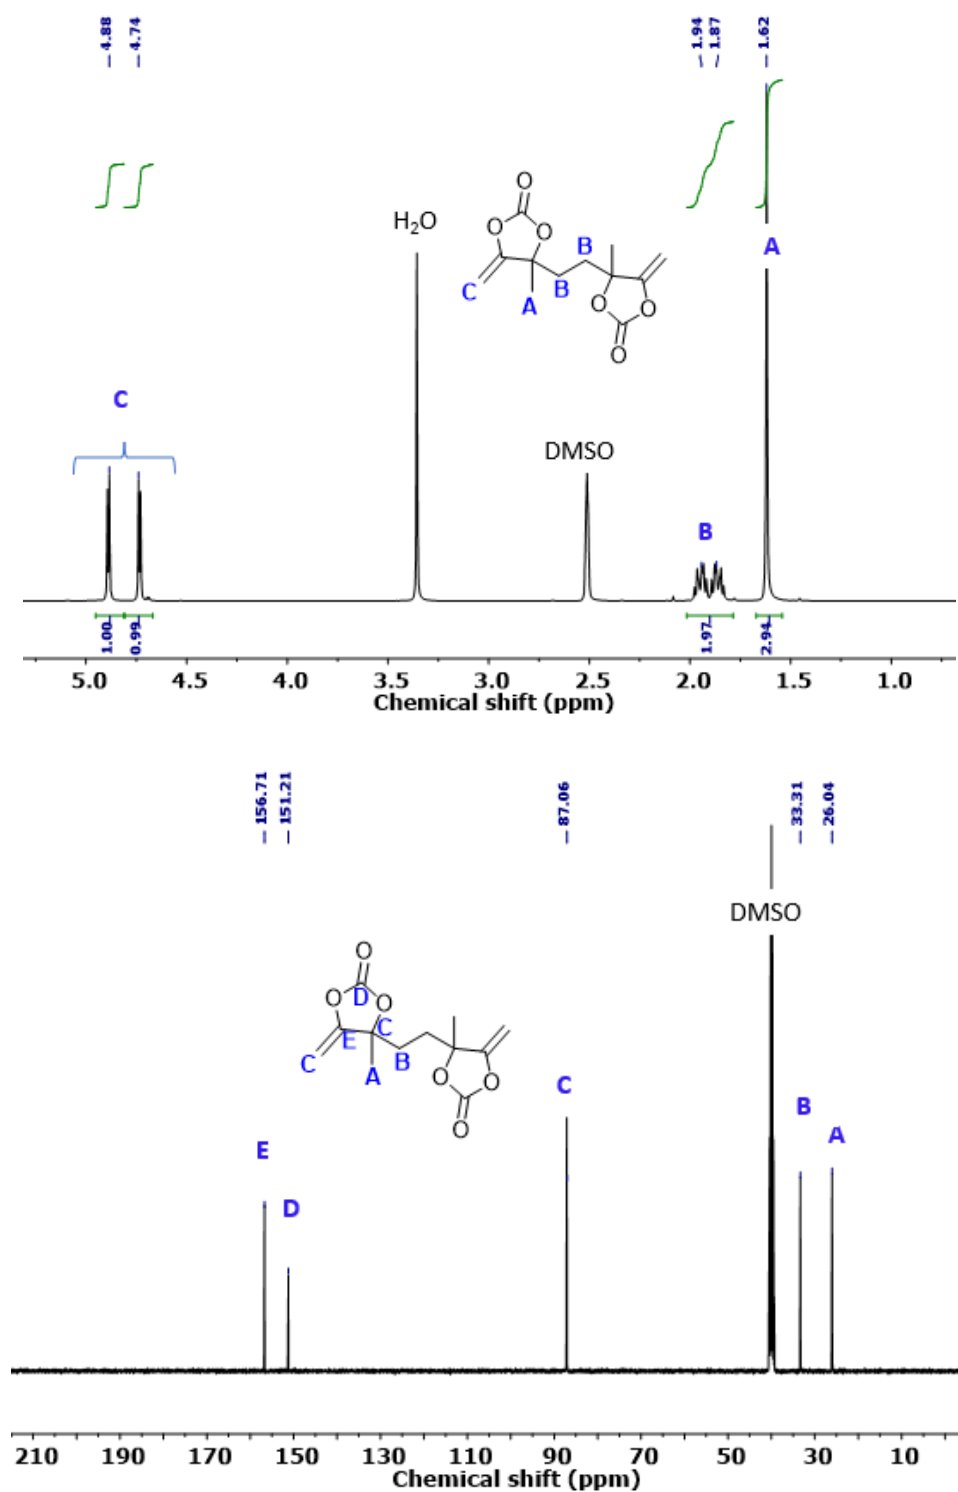 4.88
4.74
1.94
1.87
1.62
H₂O
O
O
O
B
B
A
C
A
O
O
O
C
DMSO
B
1.00
0.99
1.97
2.94
5.0 4.5 4.0 3.5 3.0 2.5 2.0 1.5 1.0
Chemical shift (ppm)
156.71
151.21
87.06
33.31
26.04
DMSO
O
D
O
O
C
E
C
B
A
O
O
O
C
B
A
E
D
210 190 170 150 130 110 90 70 50 30 10
Chemical shift (ppm)